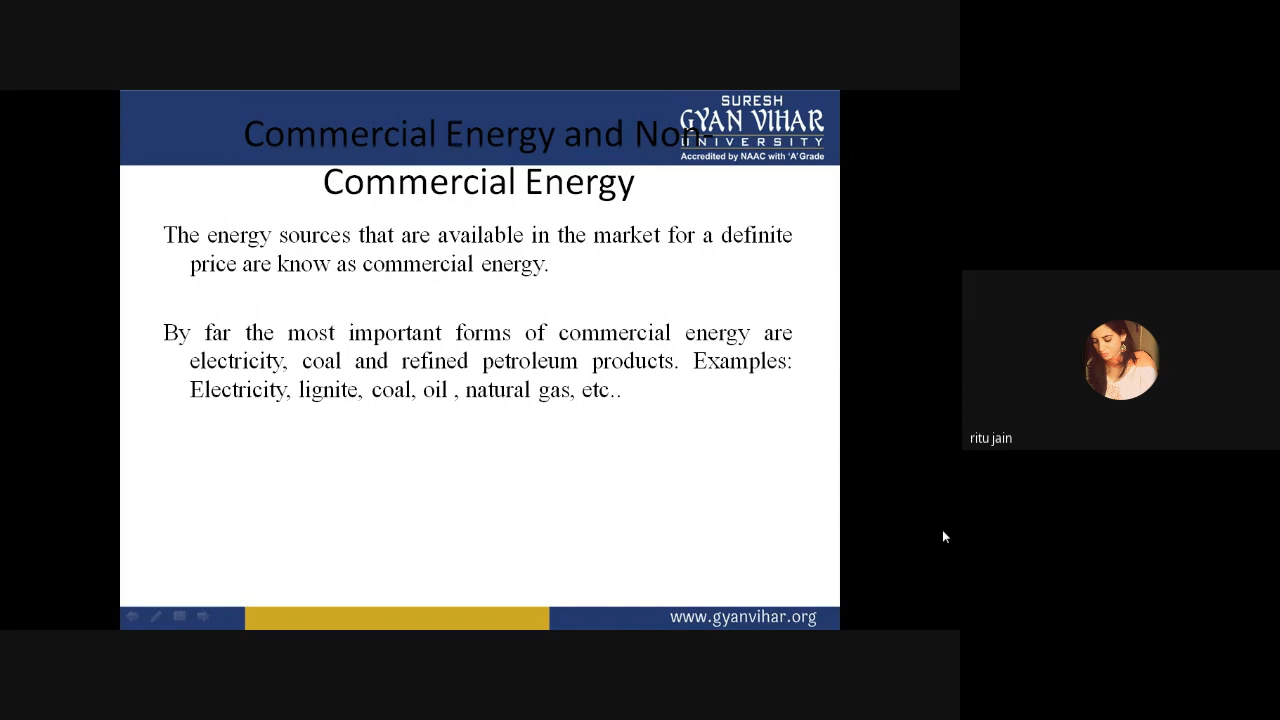 SURESH
GYAN VIHAR
UNIVERSITY
Accredited by NAAC with 'A' Grade
Commercial Energy and Non-
Commercial Energy
The energy sources that are available in the market for a definite
price are know as commercial energy.
By far the most important forms of commercial energy are
electricity, coal and refined petroleum products. Examples:
Electricity, lignite, coal, oil , natural gas, etc..
www.gyanvihar.org
ritu jain